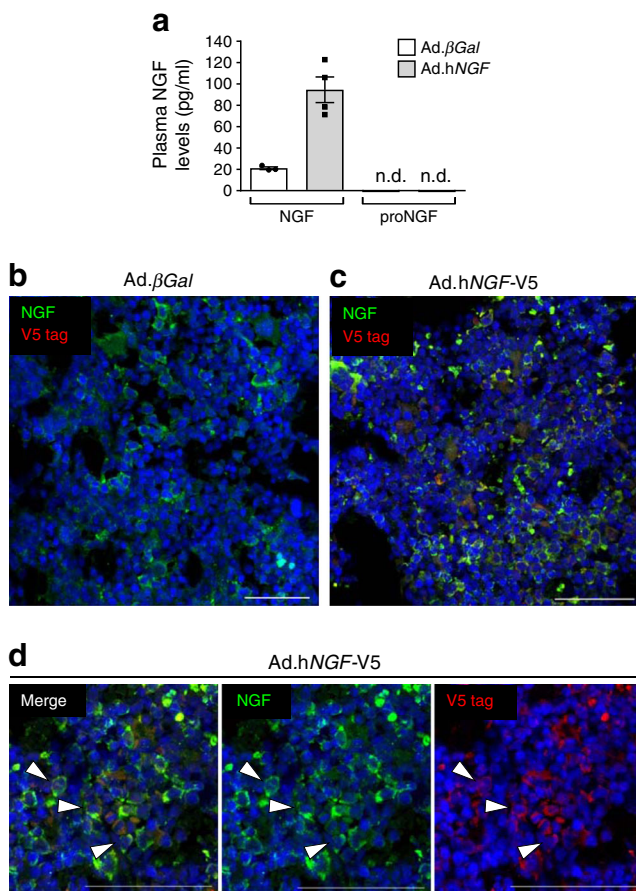 a
Plasma NGF
levels (pg/ml)
140
120
100
80
60
40
20
0
Ad.βGal
Ad.hNGF
n.d. n.d.
NGF proNGF
b
Ad.βGal
NGF
V5 tag
c
Ad.hNGF-V5
NGF
V5 tag
d
Ad.hNGF-V5
Merge
NGF
V5 tag